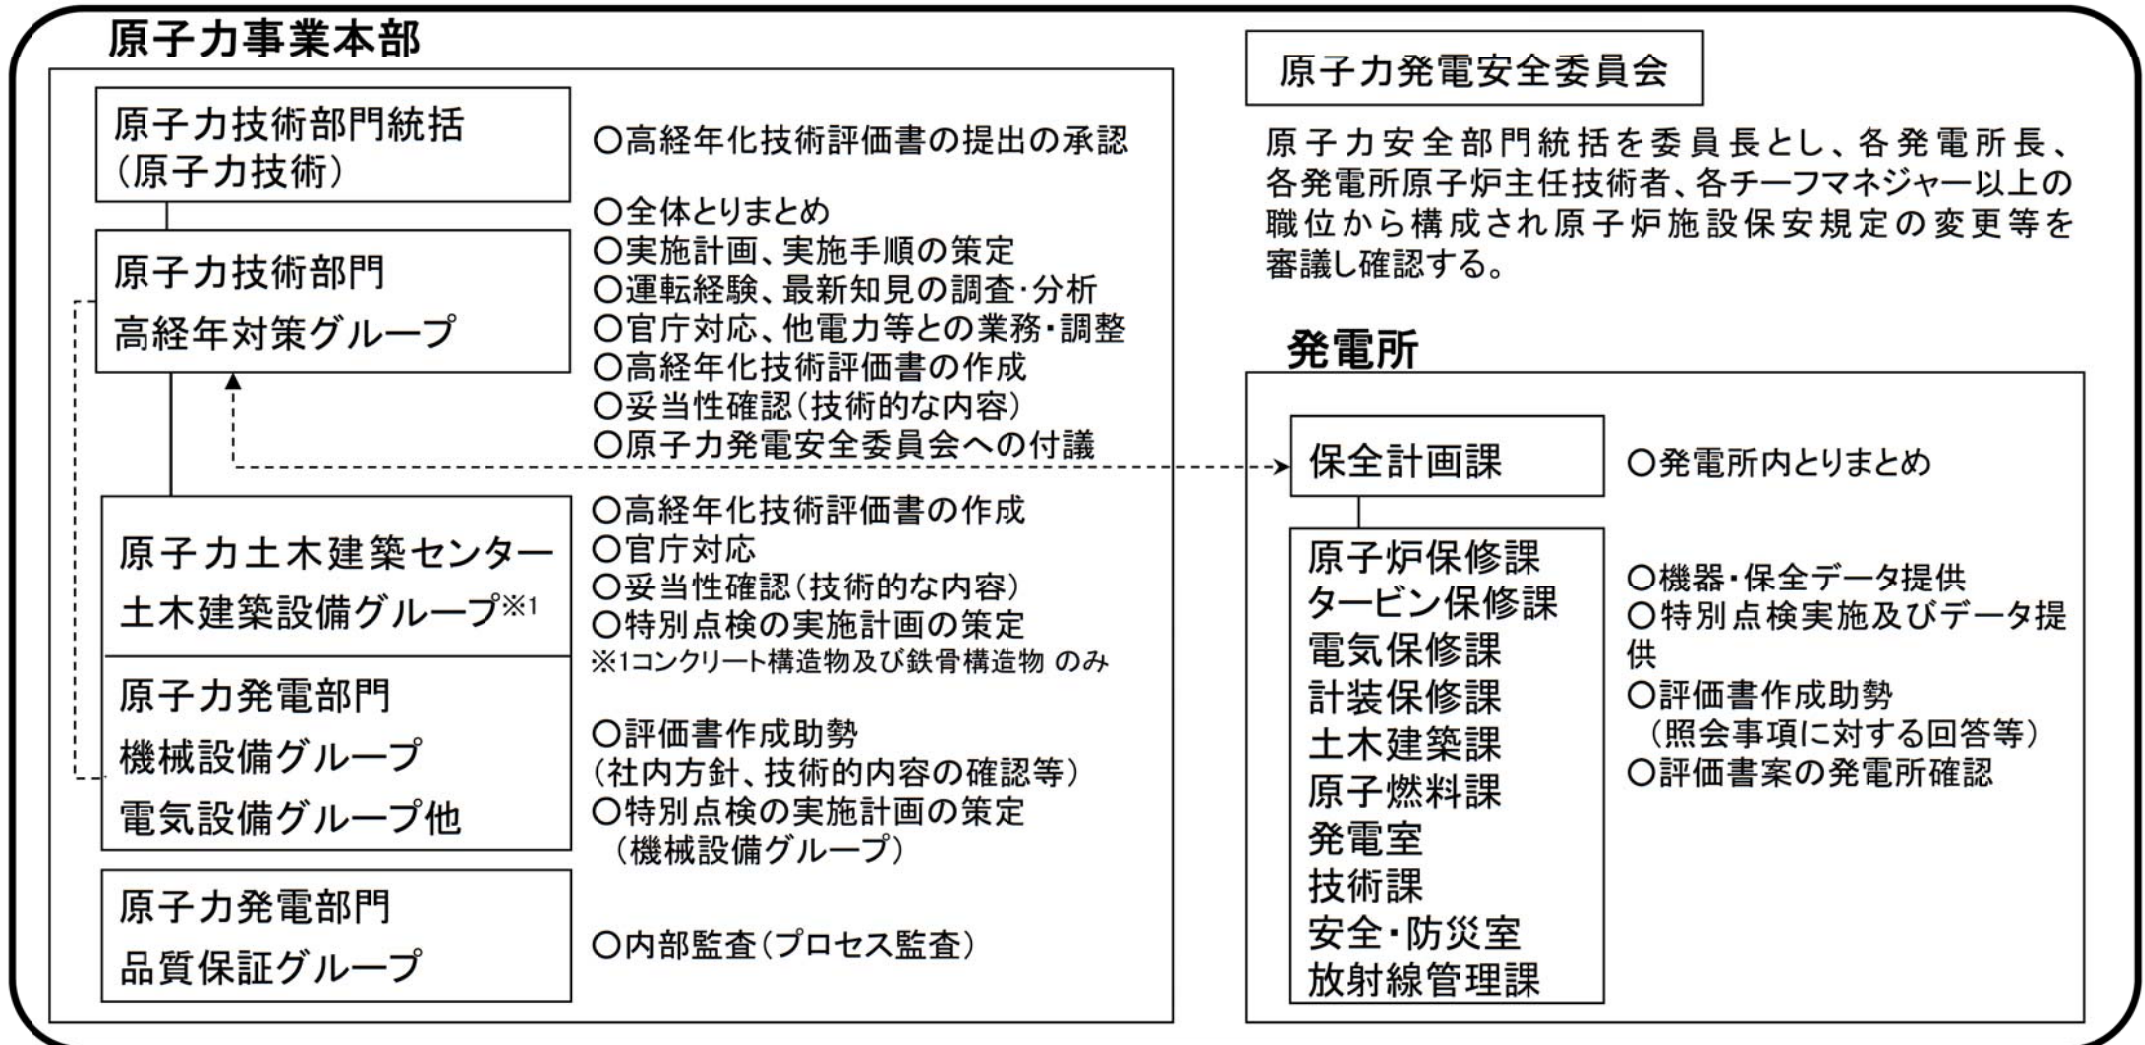 原子力事業本部
原子力技術部門統括
(原子力技術)
○高経年化技術評価書の提出の承認
原子力技術部門
高経年対策グループ
○全体とりまとめ
○実施計画、実施手順の策定
○運転経験、最新知見の調査・分析
○官庁対応、他電力等との業務・調整
○高経年化技術評価書の作成
○妥当性確認(技術的な内容)
○原子力発電安全委員会への付議
原子力土木建築センター
土木建築設備グループ※1
○高経年化技術評価書の作成
○官庁対応
○妥当性確認(技術的な内容)
○特別点検の実施計画の策定
※1コンクリート構造物及び鉄骨構造物 のみ
原子力発電部門
機械設備グループ
電気設備グループ他
○評価書作成助勢
(社内方針、技術的内容の確認等)
○特別点検の実施計画の策定
(機械設備グループ)
原子力発電部門
品質保証グループ
○内部監査(プロセス監査)
原子力発電安全委員会
原子力安全部門統括を委員長とし、各発電所長、
各発電所原子炉主任技術者、各チーフマネジャー以上の
職位から構成され原子炉施設保安規定の変更等を
審議し確認する。
発電所
保全計画課
○発電所内とりまとめ
原子炉保修課
タービン保修課
電気保修課
計装保修課
土木建築課
原子燃料課
発電室
技術課
安全・防災室
放射線管理課
○機器・保全データ提供
○特別点検実施及びデータ提
供
○評価書作成助勢
(照会事項に対する回答等)
○評価書案の発電所確認